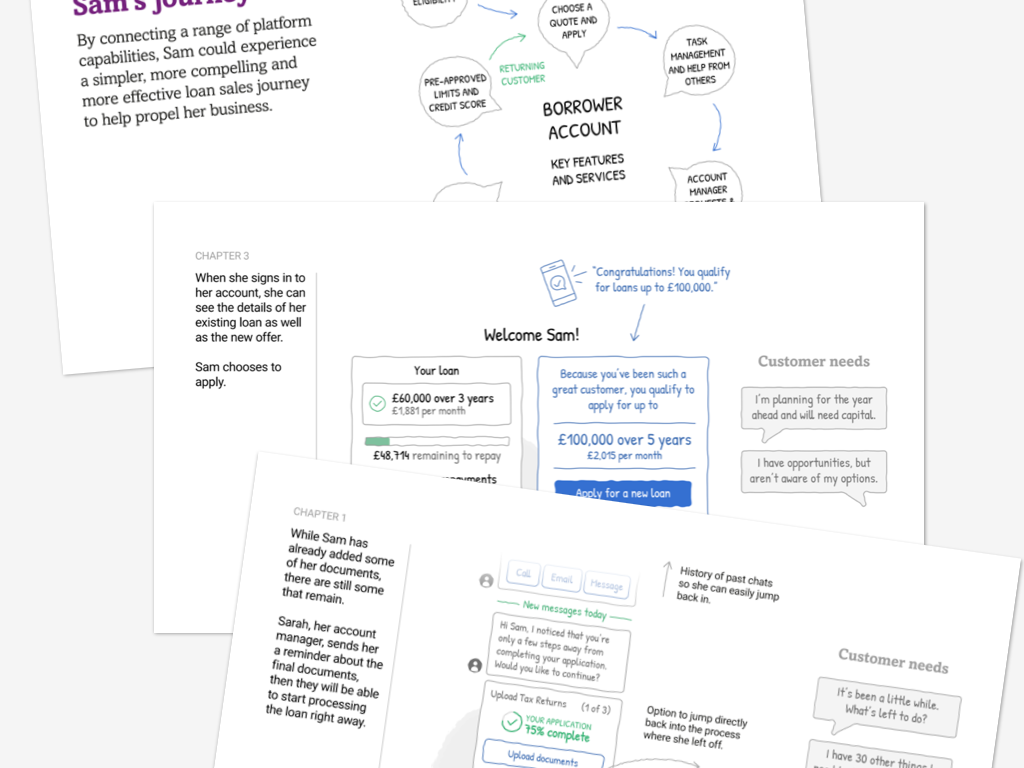 Sam's journey
By connecting a range of platform
capabilities, Sam could experience
a simpler, more compelling and
more effective loan sales journey
to help propel her business.
ELIGIBILITY
CHOOSE A
QUOTE AND
APPLY
TASK
MANAGEMENT
AND HELP FROM
OTHERS
RETURNING
CUSTOMER
PRE-APPROVED
LIMITS AND
CREDIT SCORE
BORROWER
ACCOUNT
KEY FEATURES
AND SERVICES
ACCOUNT
MANAGER
CHAPTER 3
When she signs in to
her account, she can
see the details of her
existing loan as well
as the new offer.
Sam chooses to
apply.
"Congratulations! You qualify
for loans up to £100,000."
Welcome Sam!
Your loan
£60,000 over 3 years
£1,881 per month
£48,714 remaining to repay
Because you've been such a
great customer, you qualify to
apply for up to
£100,000 over 5 years
£2,015 per month
Apply for a new loan
Customer needs
I'm planning for the year
ahead and will need capital.
I have opportunities, but
aren't aware of my options.
CHAPTER 1
While Sam has
already added some
of her documents,
there are still some
that remain.
Sarah, her account
manager, sends her
a reminder about the
final documents,
then they will be able
to start processing
the loan right away.
Call
Email
Message
New messages today
Hi Sam, I noticed that you're
only a few steps away from
completing your application.
Would you like to continue?
Upload Tax Returns (1 of 3)
YOUR APPLICATION
75% complete
Upload documents
History of past chats
so she can easily jump
back in.
Option to jump directly
back into the process
where she left off.
Customer needs
It's been a little while.
What's left to do?
I have 30 other things